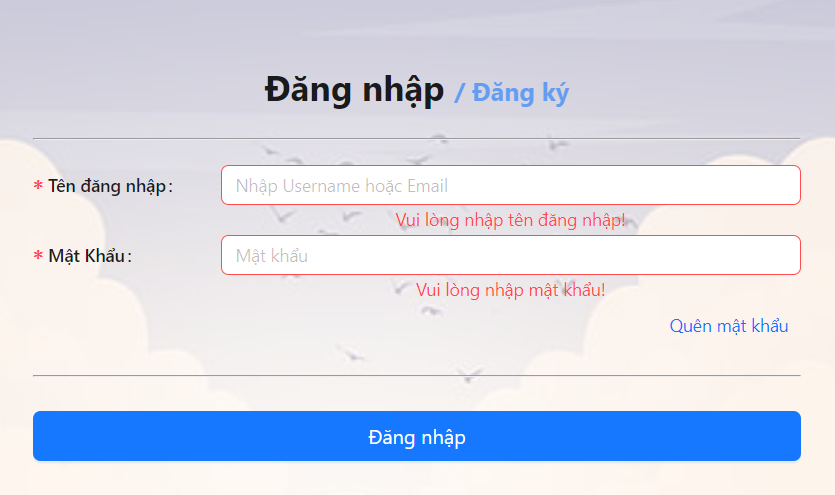 Đăng nhập / Đăng ký
* Tên đăng nhập:
Nhập Username hoặc Email
Vui lòng nhập tên đăng nhập!
* Mật Khẩu:
Mật khẩu
Vui lòng nhập mật khẩu!
Quên mật khẩu
Đăng nhập